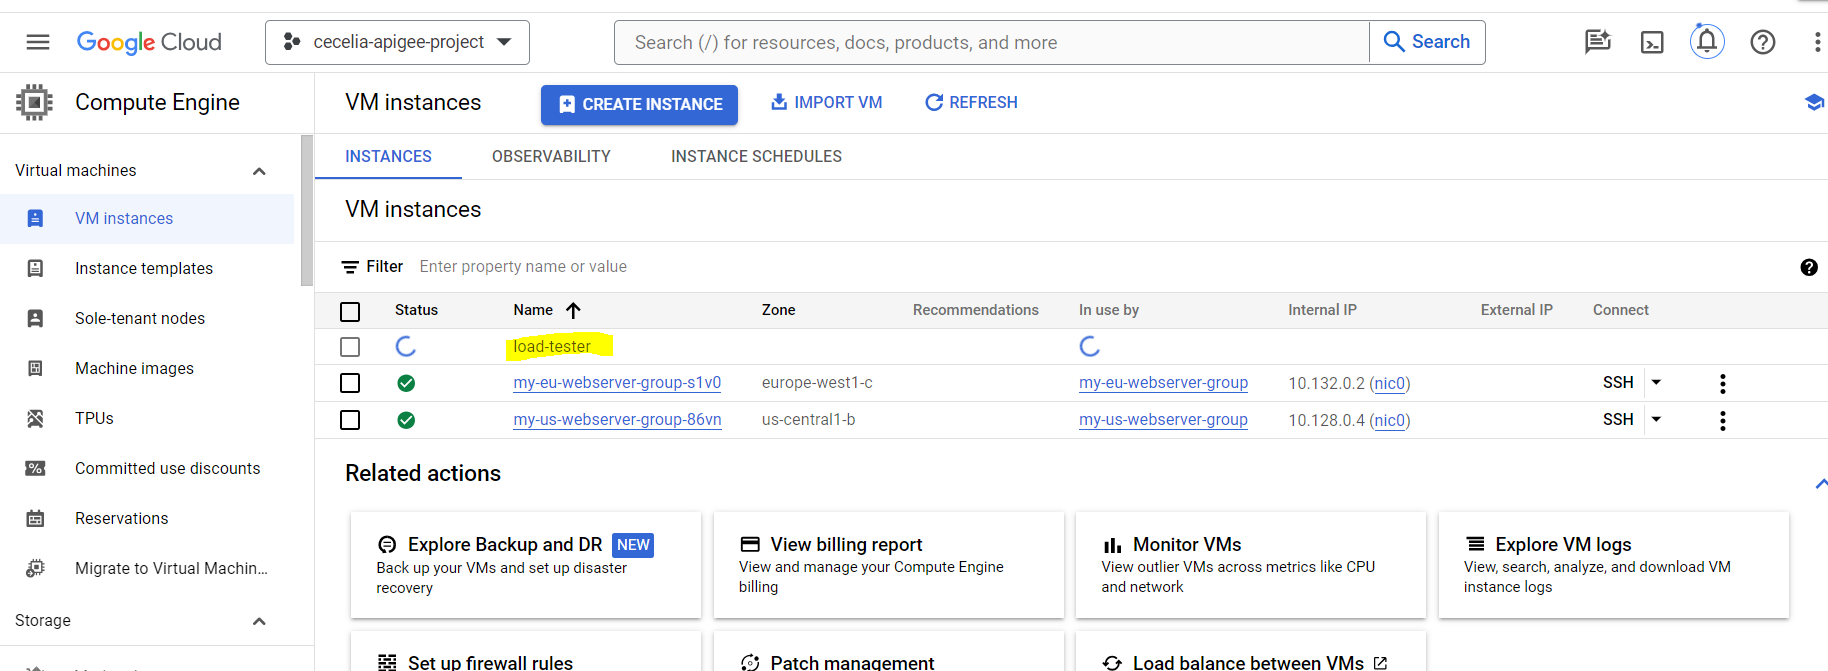 Google Cloud
cecelia-apigee-project
Search (/) for resources, docs, products, and more
Search
Compute Engine
VM instances
CREATE INSTANCE
IMPORT VM
REFRESH
Virtual machines
VM instances
Instance templates
Sole-tenant nodes
Machine images
TPUs
Committed use discounts
Reservations
Migrate to Virtual Machin...
Storage
INSTANCES
OBSERVABILITY
INSTANCE SCHEDULES
VM instances
Filter Enter property name or value
Status Name Zone Recommendations In use by Internal IP External IP Connect
load-tester
my-eu-webserver-group-s1v0 europe-west1-c my-eu-webserver-group 10.132.0.2 (nic0) SSH
my-us-webserver-group-86vn us-central1-b my-us-webserver-group 10.128.0.4 (nic0) SSH
Related actions
Explore Backup and DR NEW
Back up your VMs and set up disaster
recovery
View billing report
View and manage your Compute Engine
billing
Monitor VMs
View outlier VMs across metrics like CPU
and network
Explore VM logs
View, search, analyze, and download VM
instance logs
Set up firewall rules
Patch management
Load balance between VMs